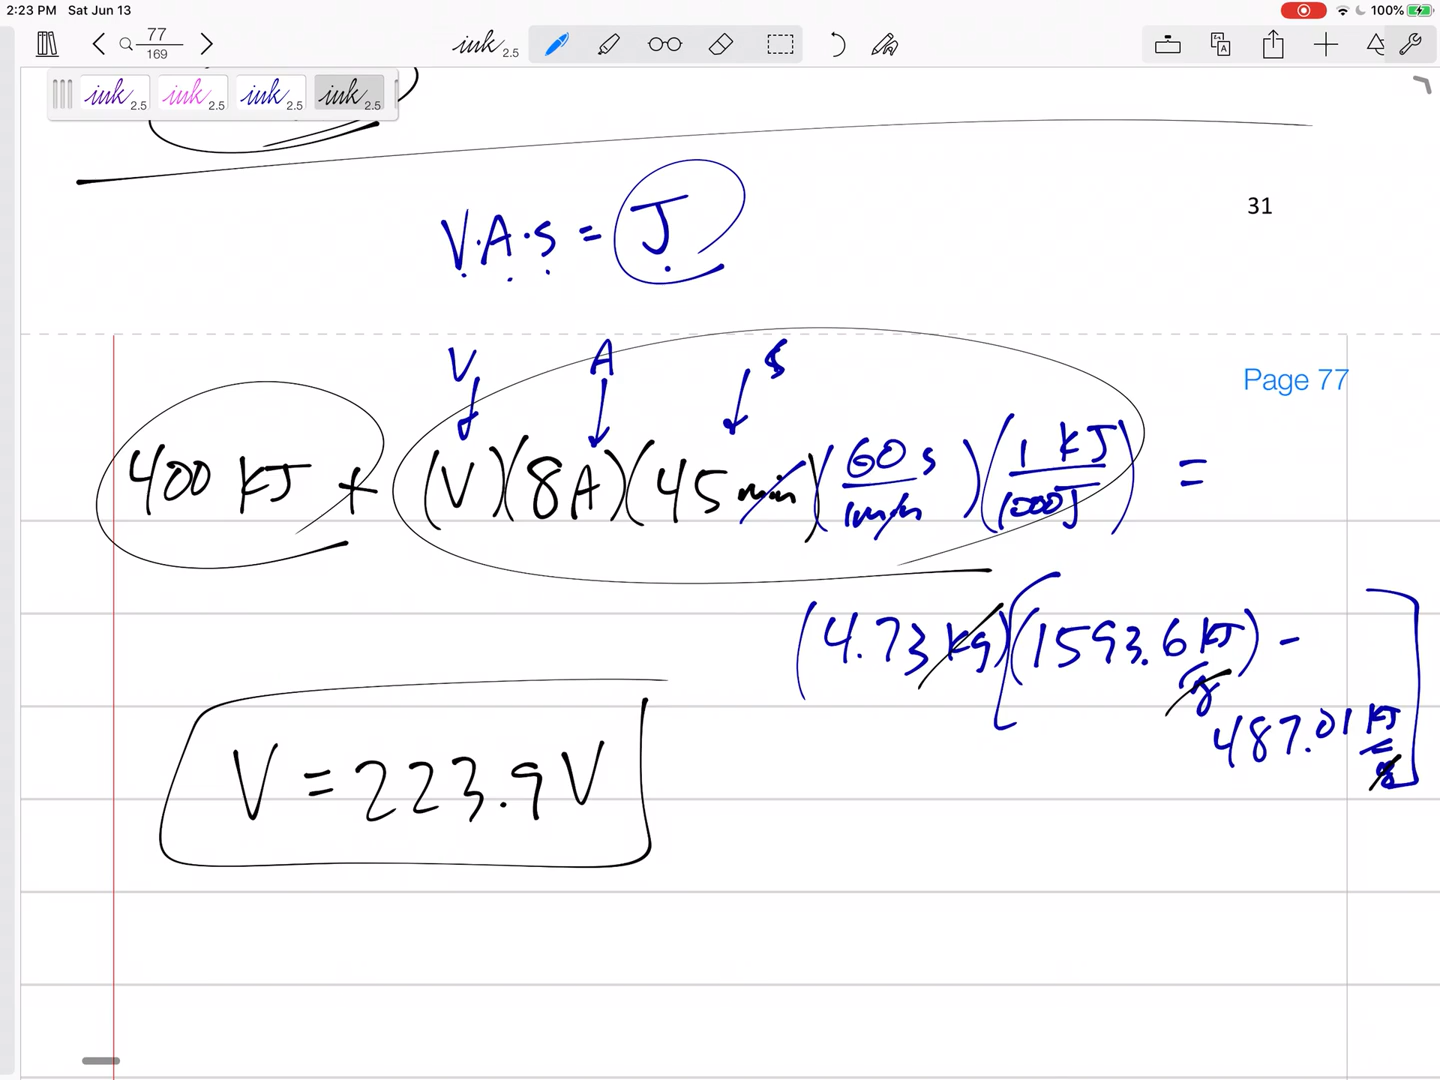 2:23 PM Sat Jun 13
100%
77
169
ink 2.5
ink 2.5 ink 2.5 ink 2.5 ink 2.5
31
V·A·s = J
V A s
Page 77
400 kJ + (V)(8A)(45 min)(60 s / 1 min)(1 kJ / 1000J) =
(4.73 kg)[(1593.6 kJ/kg) -
487.01 kJ/kg]
V = 223.9 V